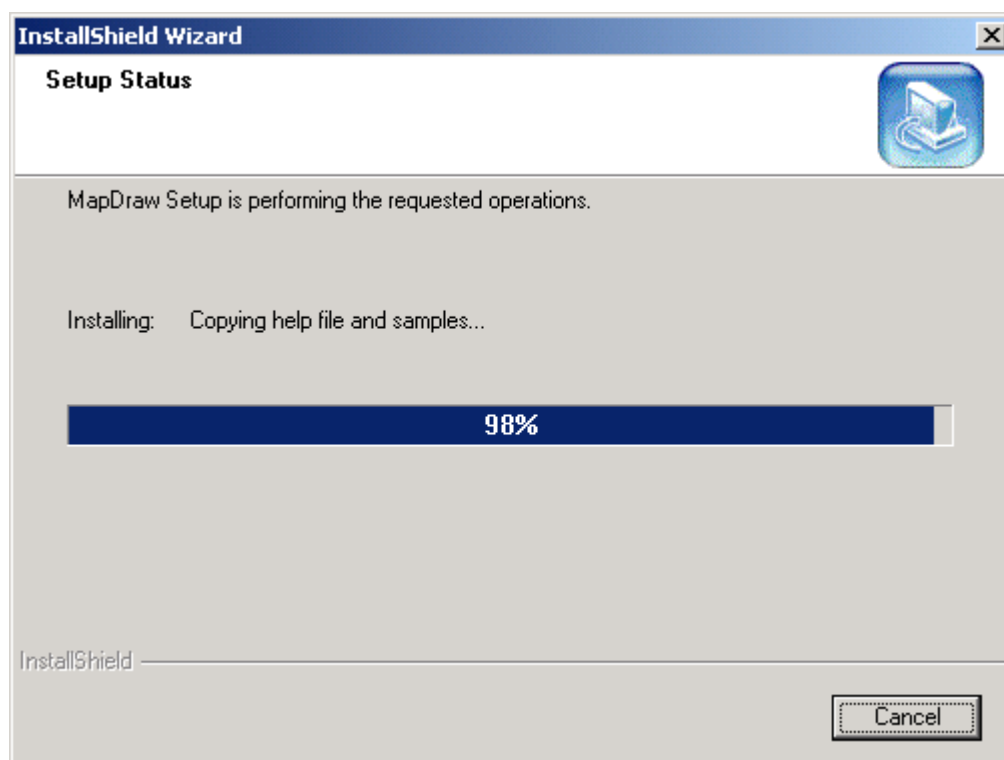 InstallShield Wizard
Setup Status
MapDraw Setup is performing the requested operations.
Installing: Copying help file and samples...
98%
InstallShield
Cancel